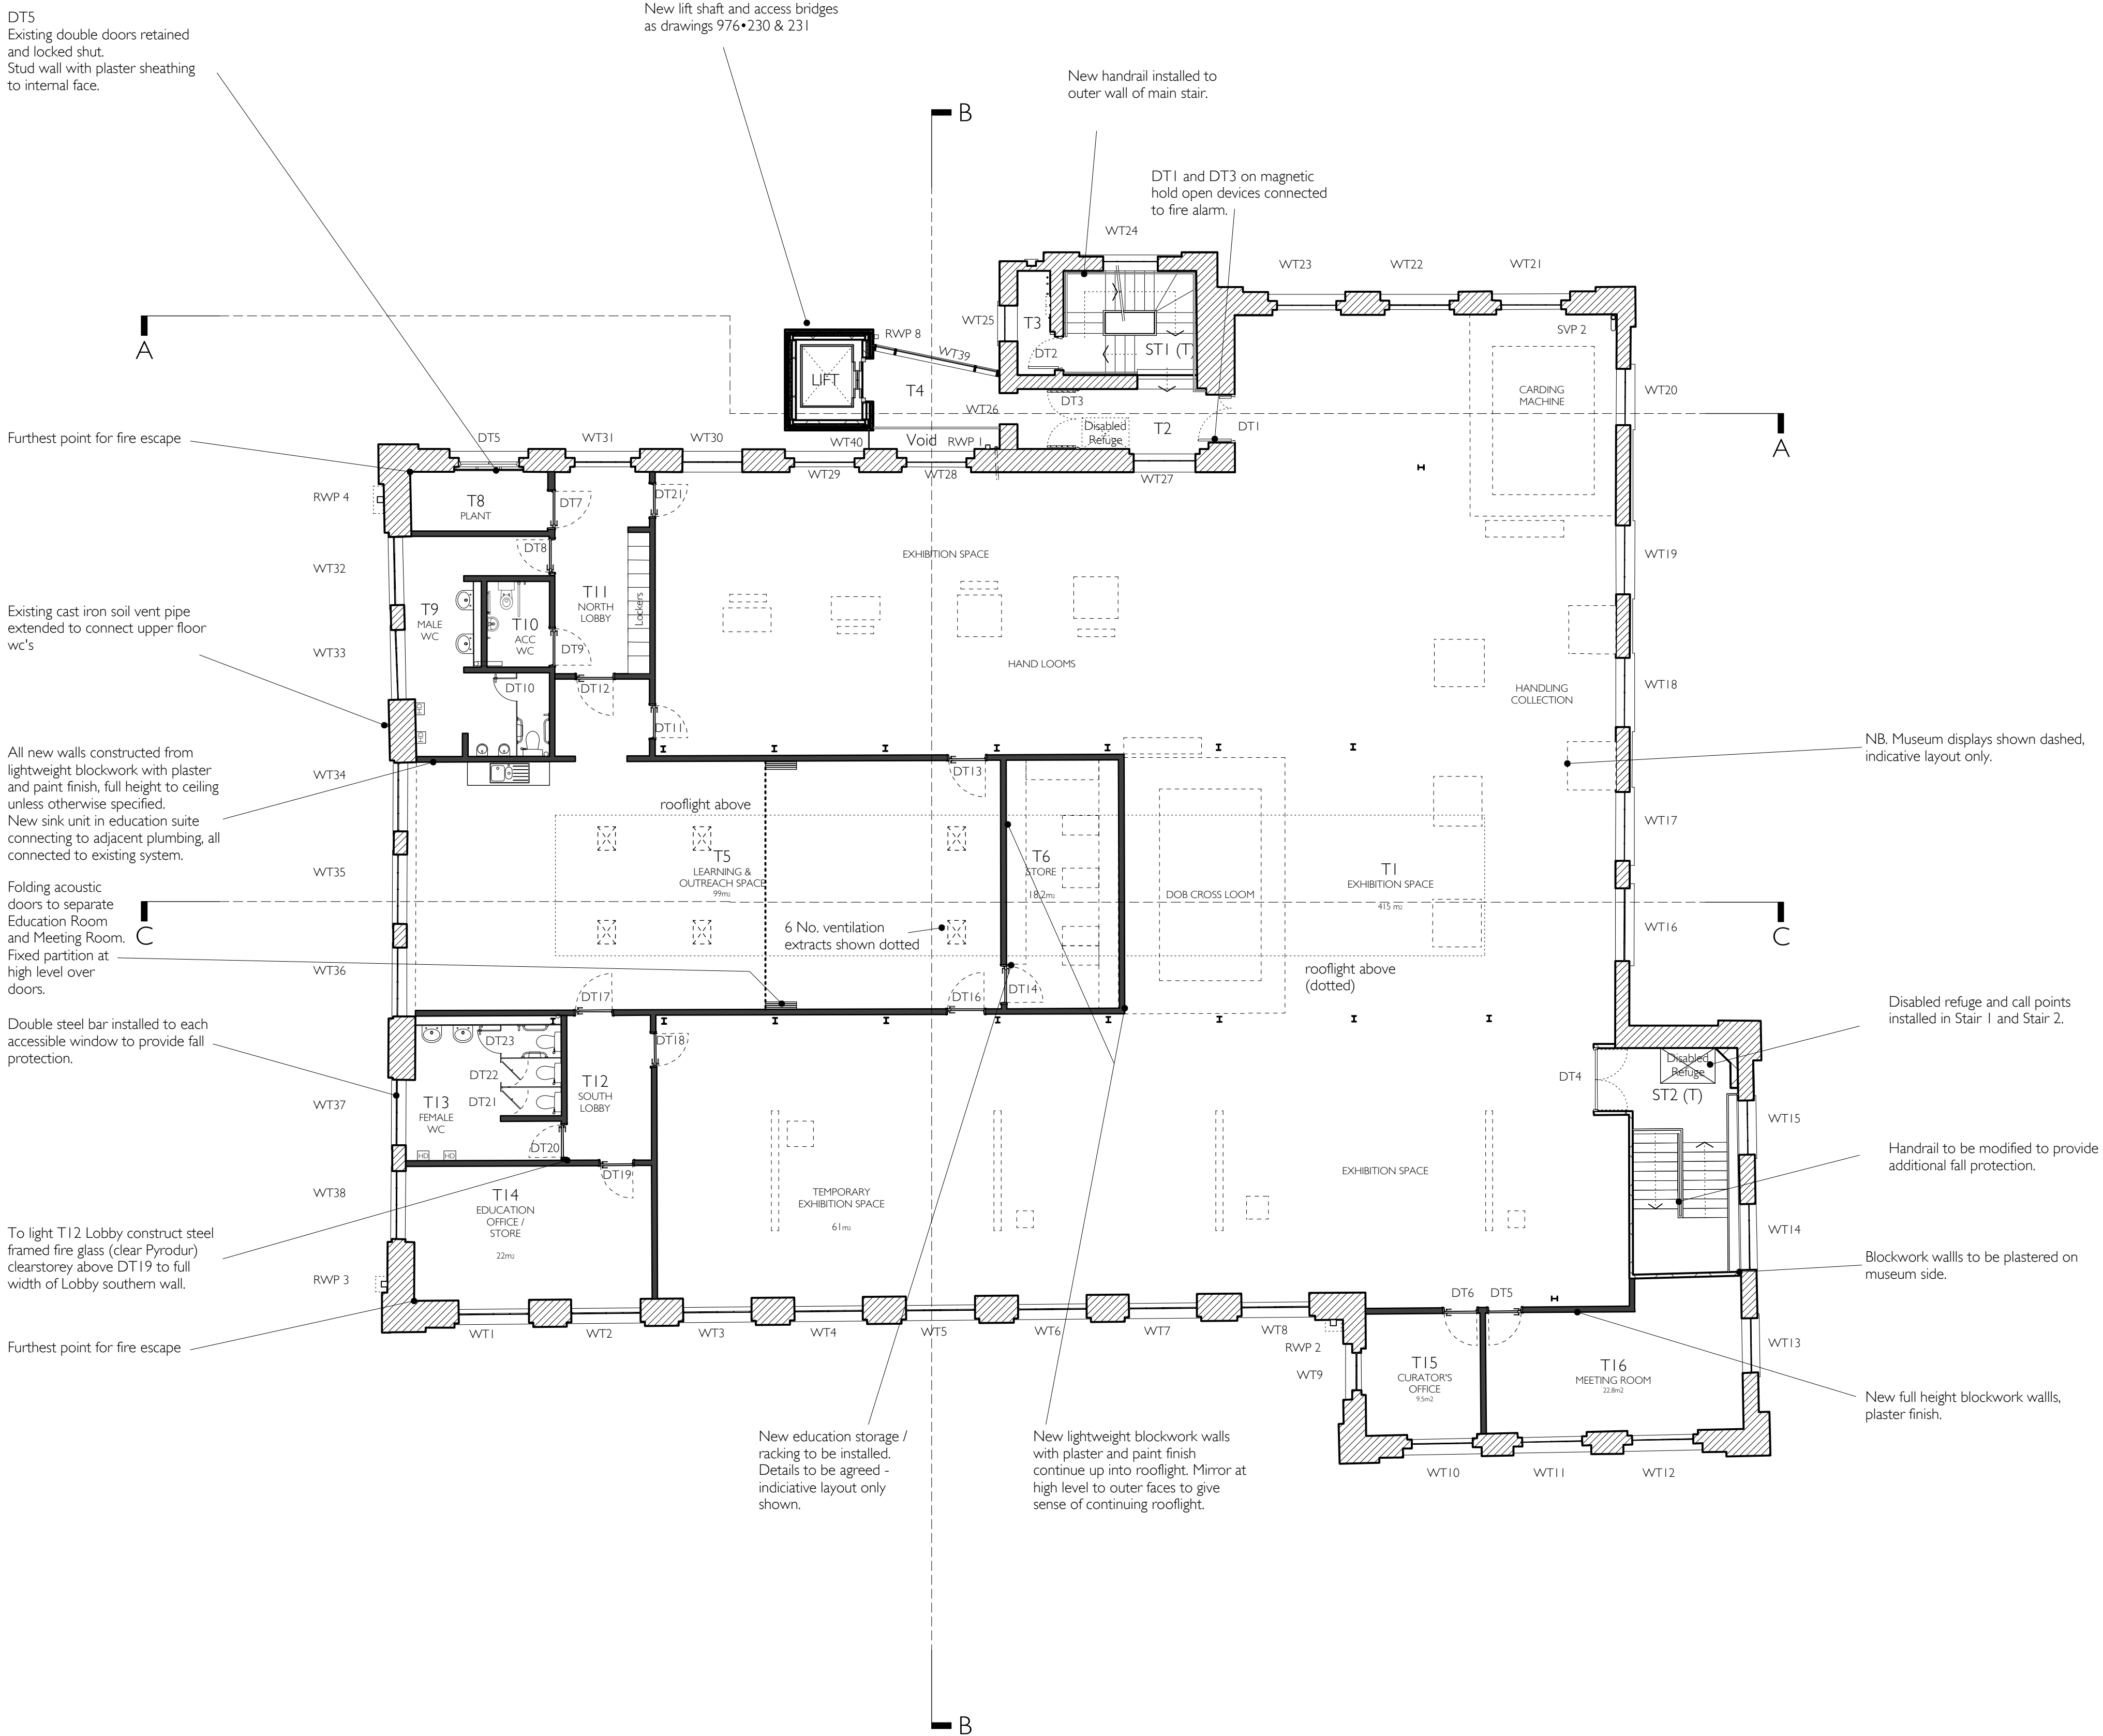 DT5
Existing double doors retained
and locked shut.
Stud wall with plaster sheathing
to internal face.
New lift shaft and access bridges
as drawings 976•230 & 231
New handrail installed to
outer wall of main stair.
B
DT1 and DT3 on magnetic
hold open devices connected
to fire alarm.
WT24
WT23
WT22
WT21
A
WT25
T3
RWP 8
WT39
DT2
ST1 (T)
SVP 2
LIFT
T4
WT26
DT3
CARDING
MACHINE
WT20
Disabled
Refuge
T2
DT1
A
Furthest point for fire escape
DT5
WT31
WT30
WT40
Void
RWP 1
WT29
WT28
WT27
RWP 4
T8
PLANT
DT7
DT21
WT32
DT8
EXHIBITION SPACE
WT19
Existing cast iron soil vent pipe
extended to connect upper floor
wc's
T9
MALE
WC
T10
ACC
WC
T11
NORTH
LOBBY
Lockers
WT33
DT9
HAND LOOMS
DT10
DT12
HANDLING
COLLECTION
WT18
HD
HD
DT11
All new walls constructed from
lightweight blockwork with plaster
and paint finish, full height to ceiling
unless otherwise specified.
New sink unit in education suite
connecting to adjacent plumbing, all
connected to existing system.
WT34
DT13
NB. Museum displays shown dashed,
indicative layout only.
rooflight above
WT17
WT35
T5
LEARNING &
OUTREACH SPACE
99m2
T6
STORE
18.2m2
DOB CROSS LOOM
T1
EXHIBITION SPACE
415 m2
Folding acoustic
doors to separate
Education Room
and Meeting Room.
Fixed partition at
high level over
doors.
C
6 No. ventilation
extracts shown dotted
WT16
C
WT36
rooflight above
(dotted)
DT17
DT16
DT14
Double steel bar installed to each
accessible window to provide fall
protection.
Disabled refuge and call points
installed in Stair 1 and Stair 2.
DT23
DT18
DT22
DT21
T12
SOUTH
LOBBY
DT4
Disabled
Refuge
ST2 (T)
WT37
T13
FEMALE
WC
WT15
DT20
HD
HD
Handrail to be modified to provide
additional fall protection.
DT19
EXHIBITION SPACE
WT38
T14
EDUCATION
OFFICE /
STORE
22m2
TEMPORARY
EXHIBITION SPACE
61m2
WT14
To light T12 Lobby construct steel
framed fire glass (clear Pyrodur)
clearstorey above DT19 to full
width of Lobby southern wall.
RWP 3
Blockwork wallls to be plastered on
museum side.
DT6
DT5
WT1
WT2
WT3
WT4
WT5
WT6
WT7
WT8
RWP 2
WT13
Furthest point for fire escape
WT9
T15
CURATOR'S
OFFICE
9.5m2
T16
MEETING ROOM
22.8m2
New full height blockwork wallls,
plaster finish.
New education storage /
racking to be installed.
Details to be agreed -
indiciative layout only
shown.
New lightweight blockwork walls
with plaster and paint finish
continue up into rooflight. Mirror at
high level to outer faces to give
sense of continuing rooflight.
WT10
WT11
WT12
B